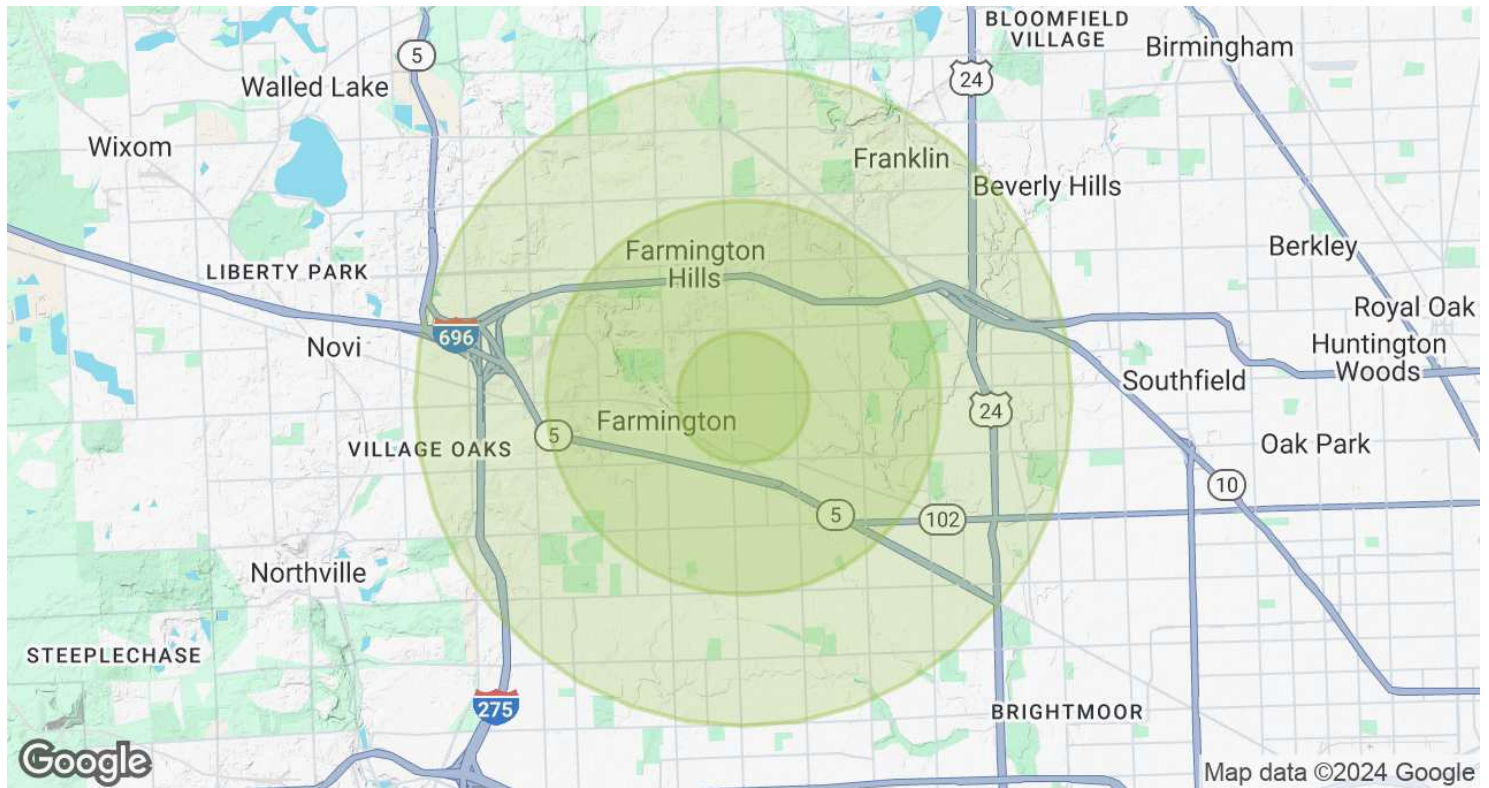 BLOOMFIELD
VILLAGE
Birmingham
5
24
Walled Lake
Wixom
Franklin
Beverly Hills
Farmington
Hills
Berkley
LIBERTY PARK
Royal Oak
696
Novi
Huntington
Woods
Southfield
24
Farmington
5
VILLAGE OAKS
Oak Park
10
5
102
Northville
STEEPLECHASE
275
BRIGHTMOOR
Google
Map data ©2024 Google